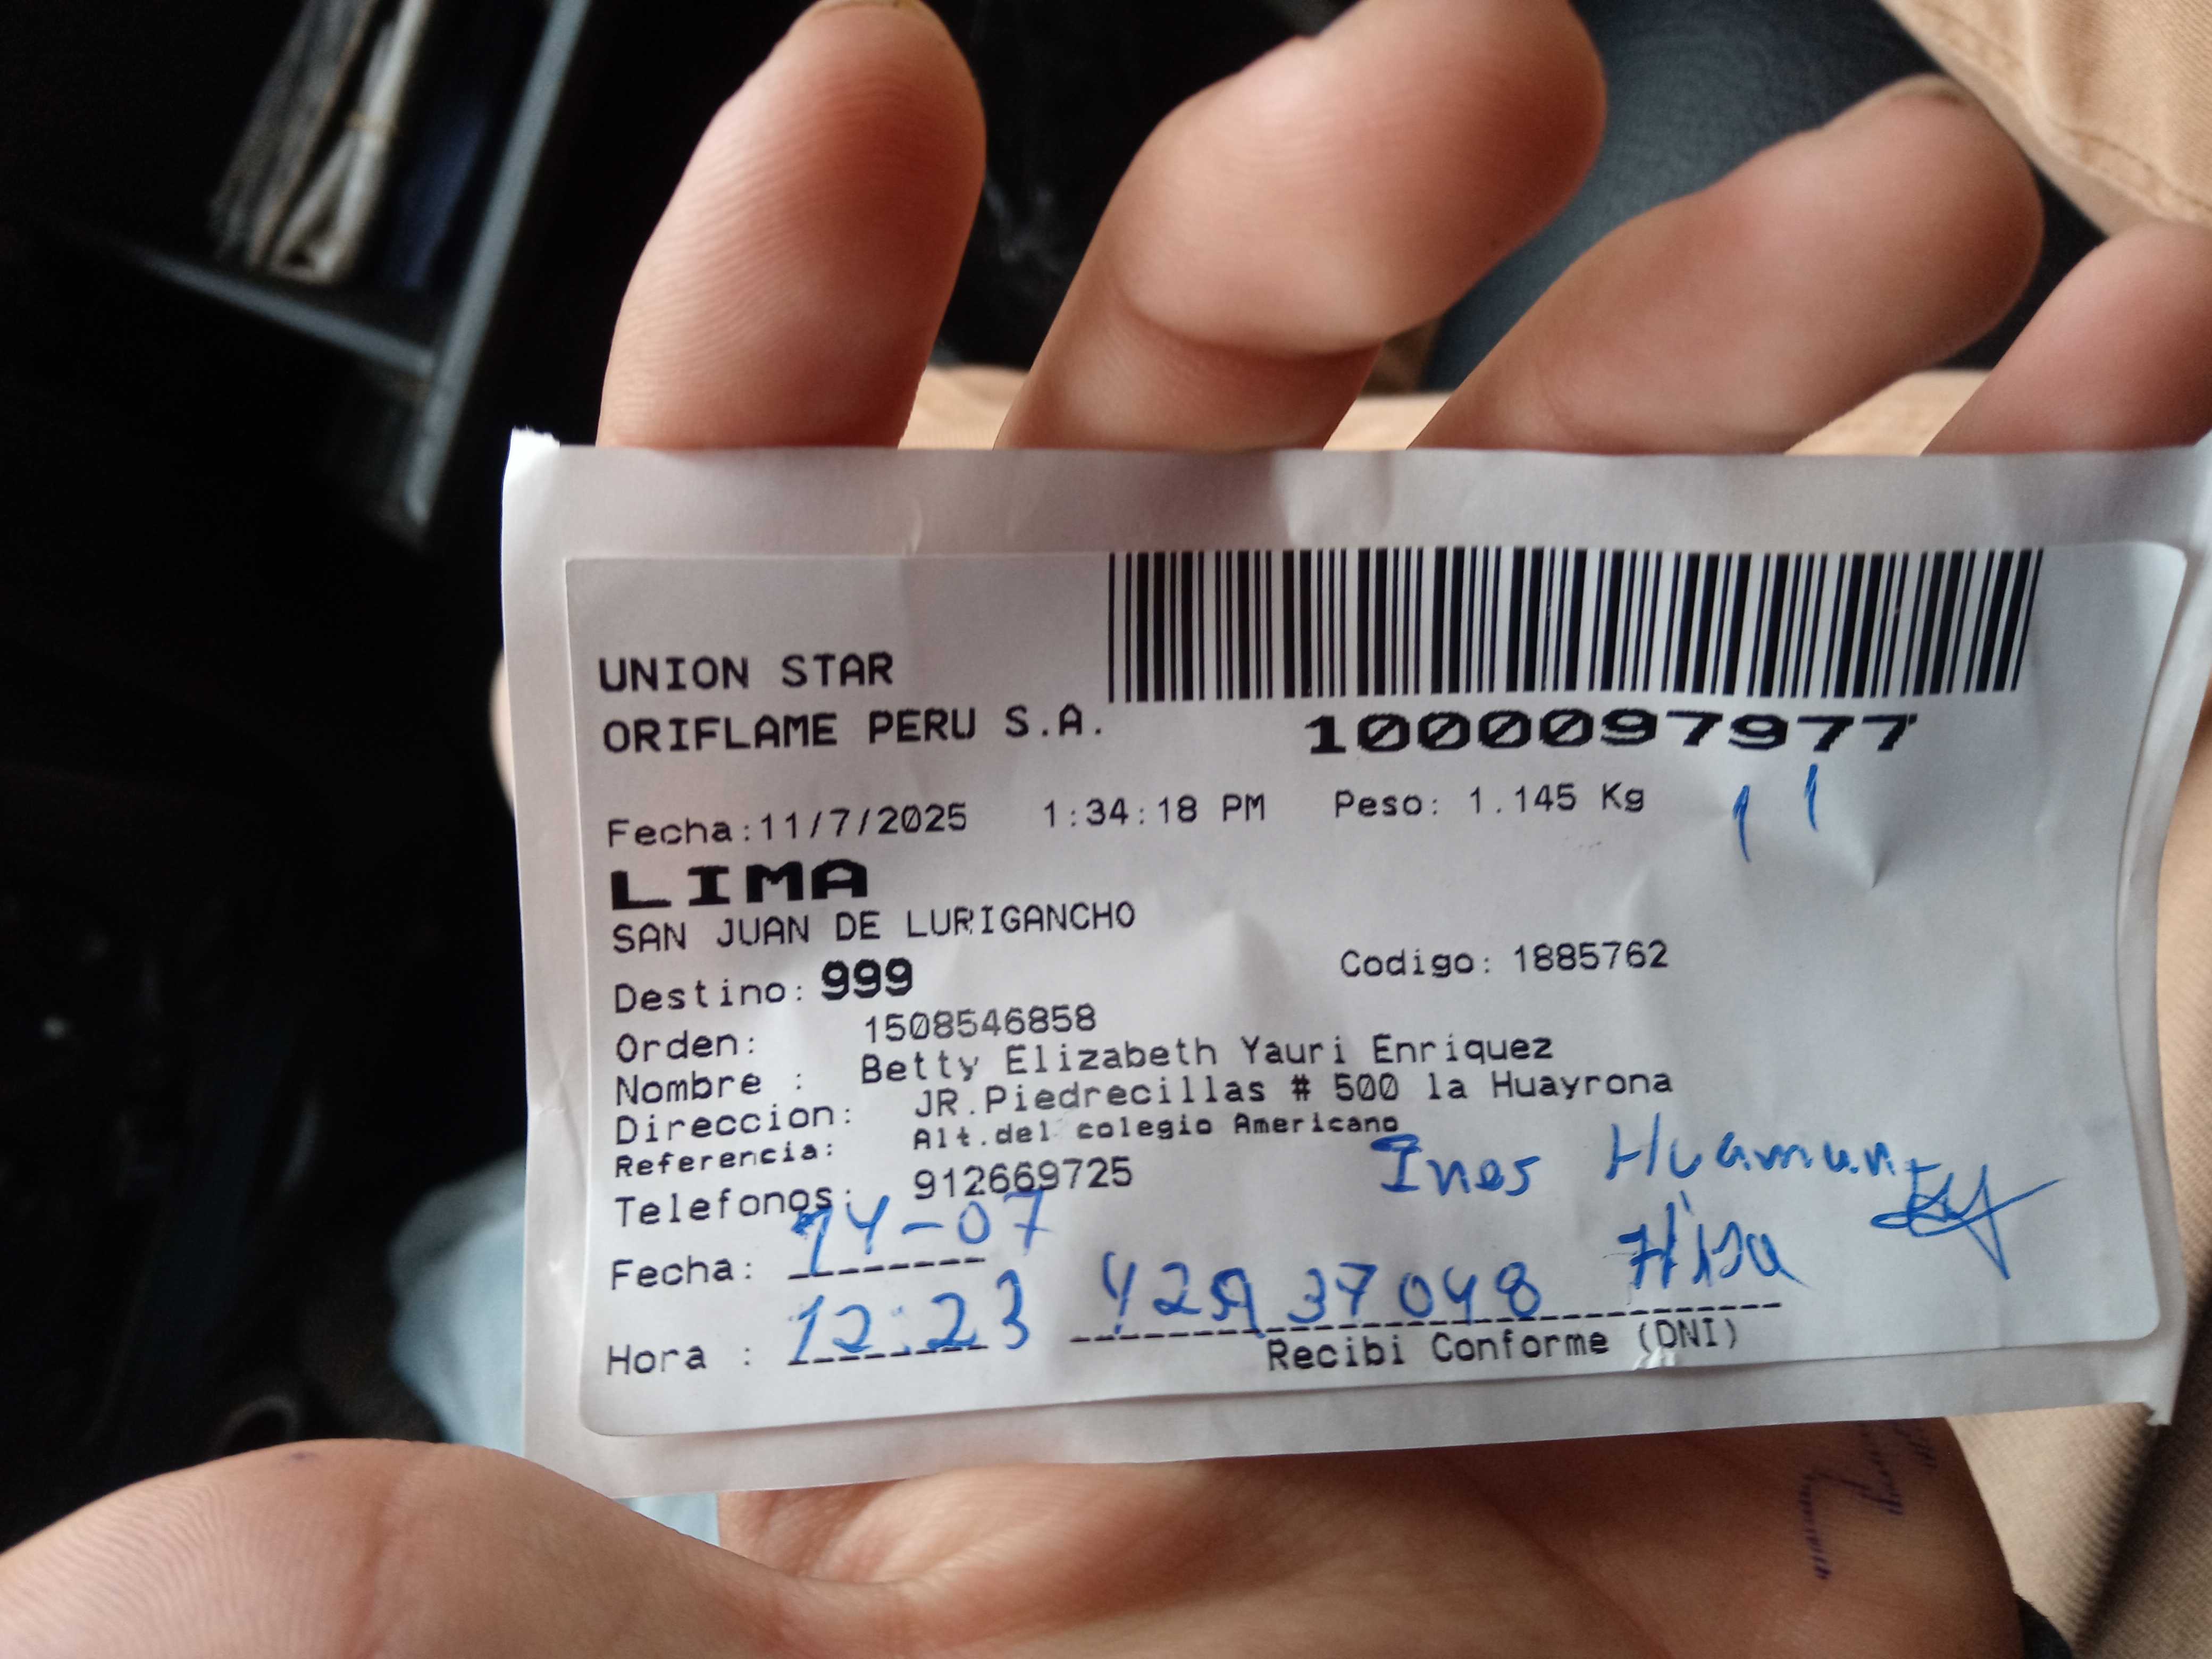 UNION STAR
ORIFLAME PERU S.A.
1000097977
Fecha:11/7/2025 1:34:18 PM Peso: 1.145 Kg
11
LIMA
SAN JUAN DE LURIGANCHO
Destino: 999 Codigo: 1885762
Orden: 1508546858
Nombre : Betty Elizabeth Yauri Enriquez
Direccion: JR.Piedrecillas # 500 la Huayrona
Referencia: Alt.del colegio Americano
Telefonos: 912669725 Ines Huaman
Fecha: 14-07
Hora : 12:23
Recibi Conforme (DNI)